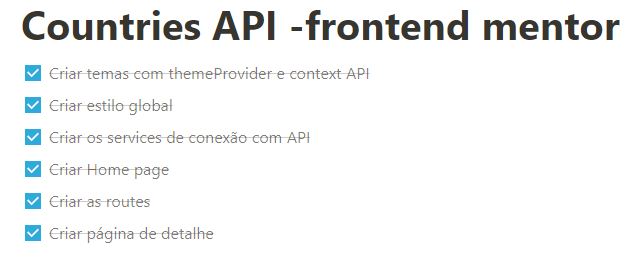 Countries API -frontend mentor
Criar temas com themeProvider e context API
Criar estilo global
Criar os services de conexão com API
Criar Home page
Criar as routes
Criar página de detalhe